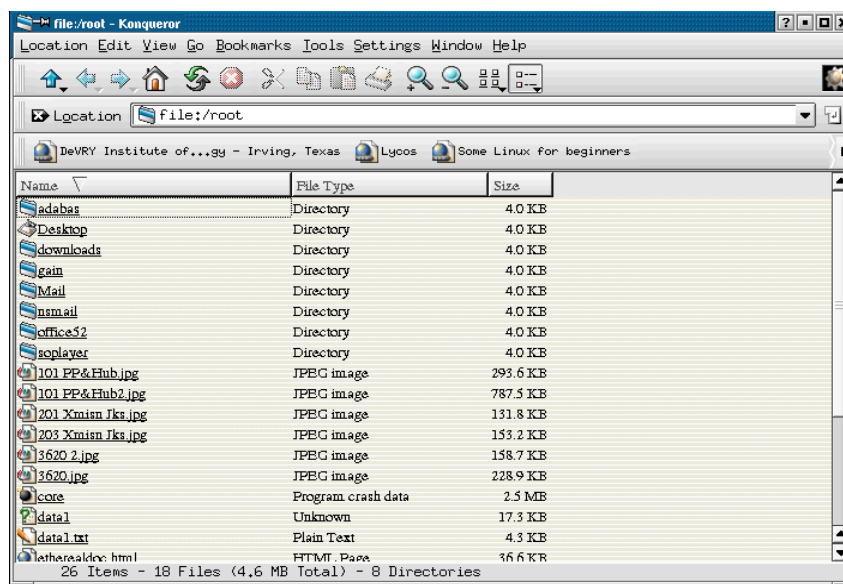 file:/root - Konqueror
Location Edit View Go Bookmarks Tools Settings Window Help
Location file:/root
DeVRY Institute of...gy - Irving, Texas Lycos Some Linux for beginners
Name File Type Size
adabas Directory 4.0 KB
Desktop Directory 4.0 KB
downloads Directory 4.0 KB
gain Directory 4.0 KB
Mail Directory 4.0 KB
nsmail Directory 4.0 KB
office52 Directory 4.0 KB
soplayer Directory 4.0 KB
101 PP&Hub.jpg JPEG image 293.6 KB
101 PP&Hub2.jpg JPEG image 787.5 KB
201 Xmisn Jks.jpg JPEG image 131.8 KB
203 Xmisn Jks.jpg JPEG image 153.2 KB
3620 2.jpg JPEG image 158.7 KB
3620.jpg JPEG image 228.9 KB
core Program crash data 2.5 MB
data1 Unknown 17.3 KB
data1.txt Plain Text 4.3 KB
etherealdoc.html HTML Page 36.6 KB
26 Items - 18 Files (4.6 MB Total) - 8 Directories